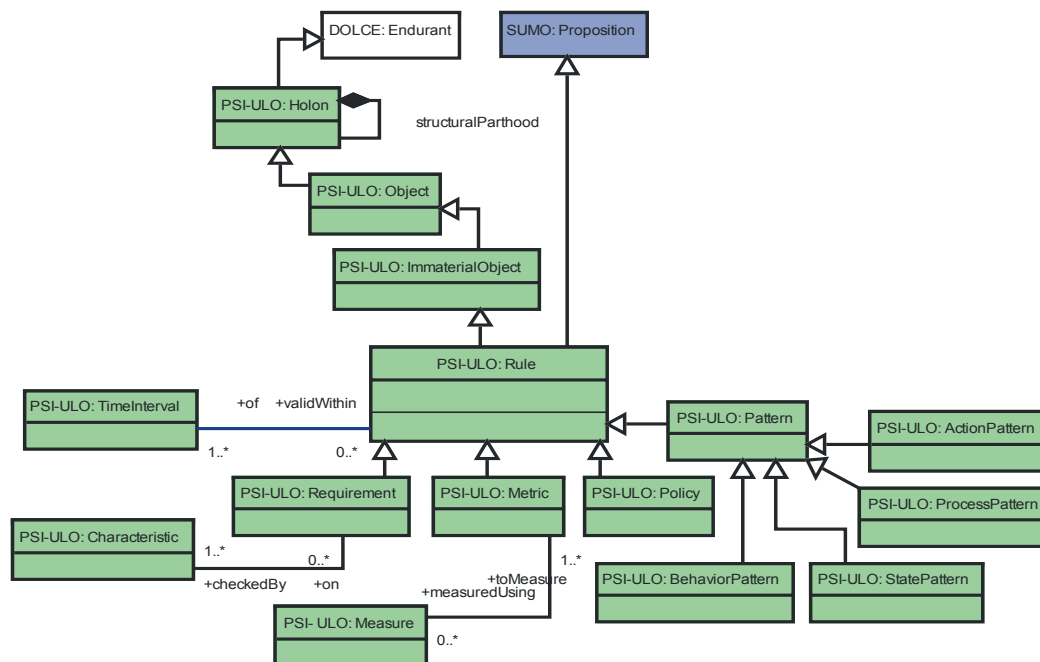 DOLCE: Endurant
SUMO: Proposition
PSI-ULO: Holon
structuralParthood
PSI-ULO: Object
PSI-ULO: ImmaterialObject
PSI-ULO: Rule
PSI-ULO: TimeInterval
+of
+validWithin
1..*
0..*
PSI-ULO: Pattern
PSI-ULO: ActionPattern
PSI-ULO: Requirement
PSI-ULO: Metric
PSI-ULO: Policy
PSI-ULO: ProcessPattern
PSI-ULO: Characteristic
1..*
0..*
+checkedBy
+on
1..*
+toMeasure
+measuredUsing
PSI-ULO: BehaviorPattern
PSI-ULO: StatePattern
PSI- ULO: Measure
0..*